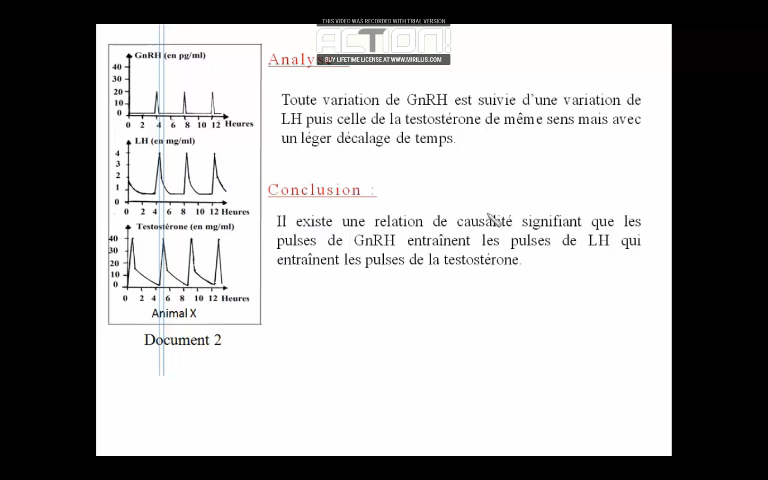 THIS VIDEO WAS RECORDED WITH TRIAL VERSION
ACTION!
BUY LIFETIME LICENSE AT WWW.MIRILLIS.COM
GnRH (en pg/ml)
40
30
20
10
0
0 2 4 6 8 10 12 Heures
LH (en mg/ml)
4
3
2
1
0
0 2 4 6 8 10 12 Heures
Testostérone (en mg/ml)
40
30
20
10
0
0 2 4 6 8 10 12 Heures
Animal X
Document 2
Toute variation de GnRH est suivie d'une variation de
LH puis celle de la testostérone de même sens mais avec
un léger décalage de temps.
Conclusion :
Il existe une relation de causalité signifiant que les
pulses de GnRH entraînent les pulses de LH qui
entraînent les pulses de la testostérone.